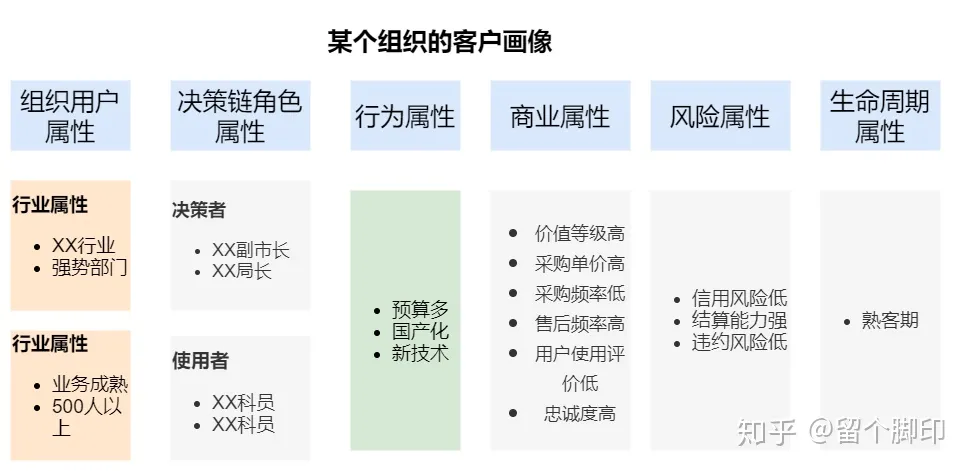 某个组织的客户画像
组织用户
属性
决策链角色
属性
行为属性
商业属性
风险属性
生命周期
属性
行业属性
XX行业
强势部门
行业属性
业务成熟
500人以
上
决策者
XX副市长
XX局长
使用者
XX科员
XX科员
预算多
国产化
新技术
价值等级高
采购单价高
采购频率低
售后频率高
用户使用评
价低
忠诚度高
信用风险低
结算能力强
违约风险低
熟客期
知乎 @留个脚印